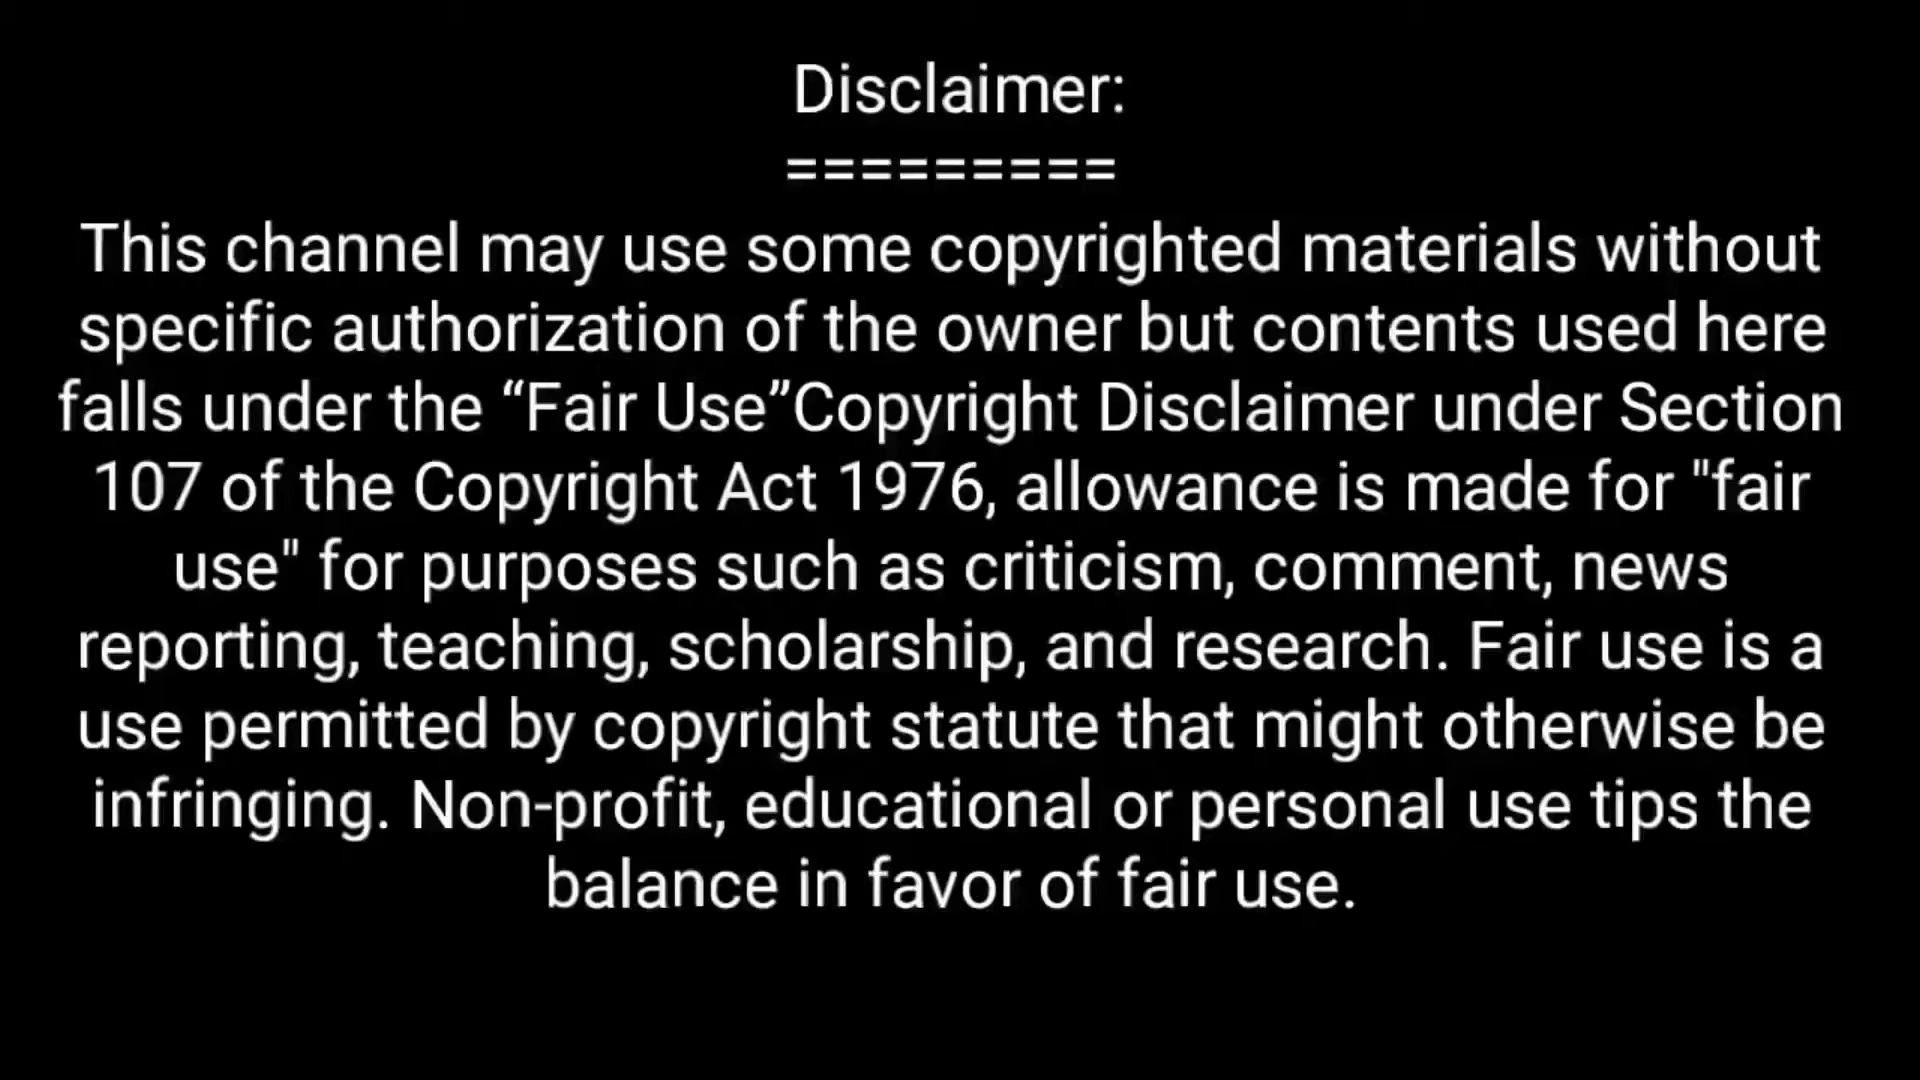 Disclaimer:
=========
This channel may use some copyrighted materials without
specific authorization of the owner but contents used here
falls under the “Fair Use”Copyright Disclaimer under Section
107 of the Copyright Act 1976, allowance is made for "fair
use" for purposes such as criticism, comment, news
reporting, teaching, scholarship, and research. Fair use is a
use permitted by copyright statute that might otherwise be
infringing. Non-profit, educational or personal use tips the
balance in favor of fair use.